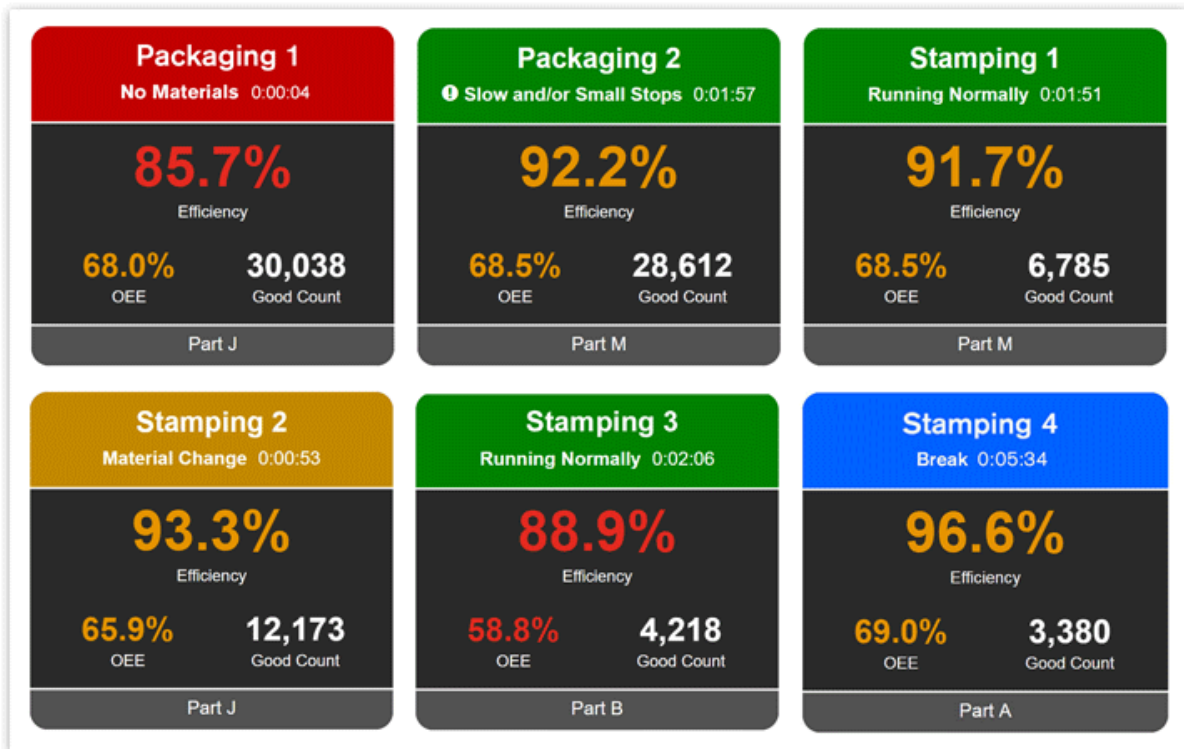 Packaging 1
No Materials 0:00:04
85.7%
Efficiency
68.0% 30,038
OEE Good Count
Part J
Packaging 2
Slow and/or Small Stops 0:01:57
92.2%
Efficiency
68.5% 28,612
OEE Good Count
Part M
Stamping 1
Running Normally 0:01:51
91.7%
Efficiency
68.5% 6,785
OEE Good Count
Part M
Stamping 2
Material Change 0:00:53
93.3%
Efficiency
65.9% 12,173
OEE Good Count
Part J
Stamping 3
Running Normally 0:02:06
88.9%
Efficiency
58.8% 4,218
OEE Good Count
Part B
Stamping 4
Break 0:05:34
96.6%
Efficiency
69.0% 3,380
OEE Good Count
Part A